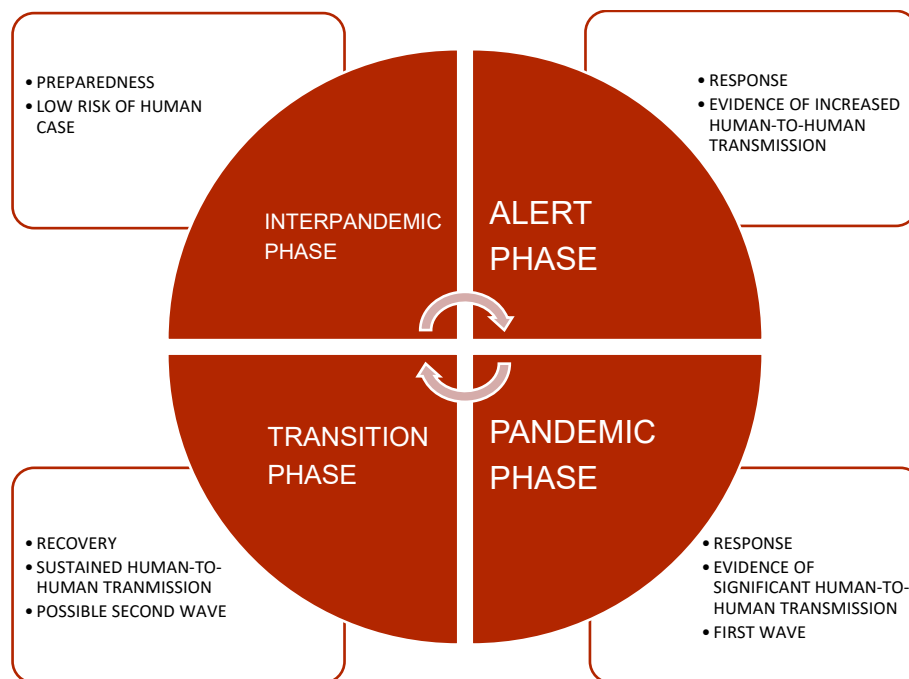 • PREPAREDNESS
• LOW RISK OF HUMAN
CASE
• RESPONSE
• EVIDENCE OF INCREASED
HUMAN-TO-HUMAN
TRANSMISSION
INTERPANDEMIC
PHASE
ALERT
PHASE
TRANSITION
PHASE
PANDEMIC
PHASE
• RECOVERY
• SUSTAINED HUMAN-TO-
HUMAN TRANMISSION
• POSSIBLE SECOND WAVE
• RESPONSE
• EVIDENCE OF
SIGNIFICANT HUMAN-TO-
HUMAN TRANSMISSION
• FIRST WAVE